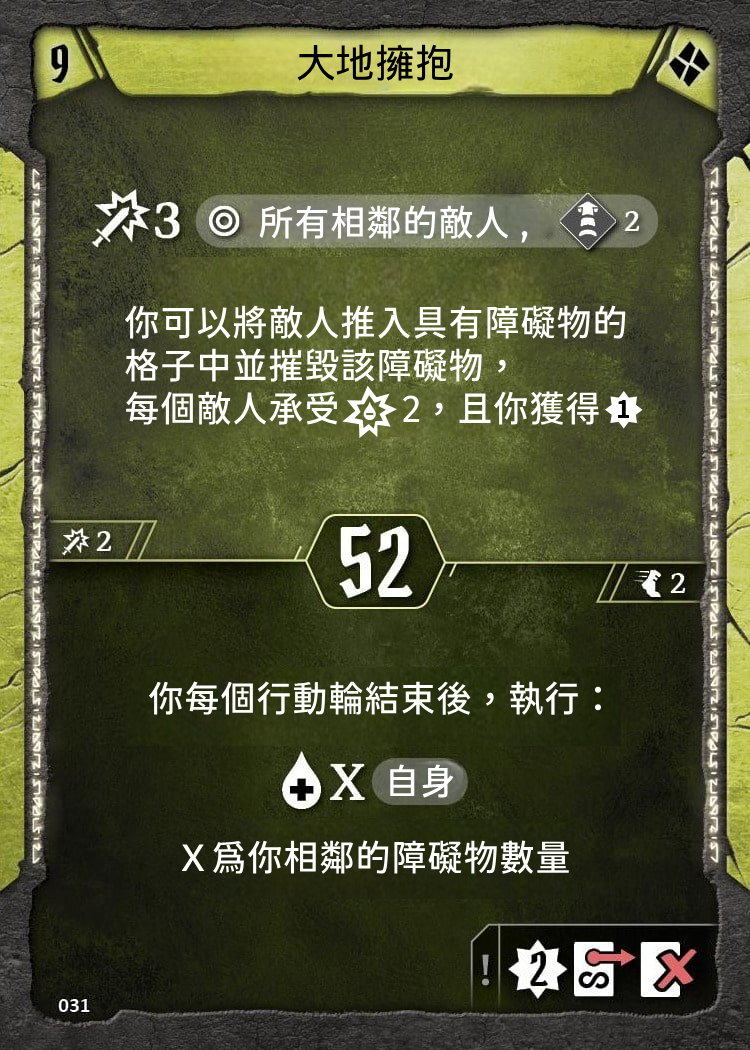 9
大地擁抱
3 所有相鄰的敵人, 2
你可以將敵人推入具有障礙物的
格子中並摧毀該障礙物，
每個敵人承受 2，且你獲得 1
2
52
2
你每個行動輪結束後，執行：
X 自身
X 爲你相鄰的障礙物數量
! 2
031